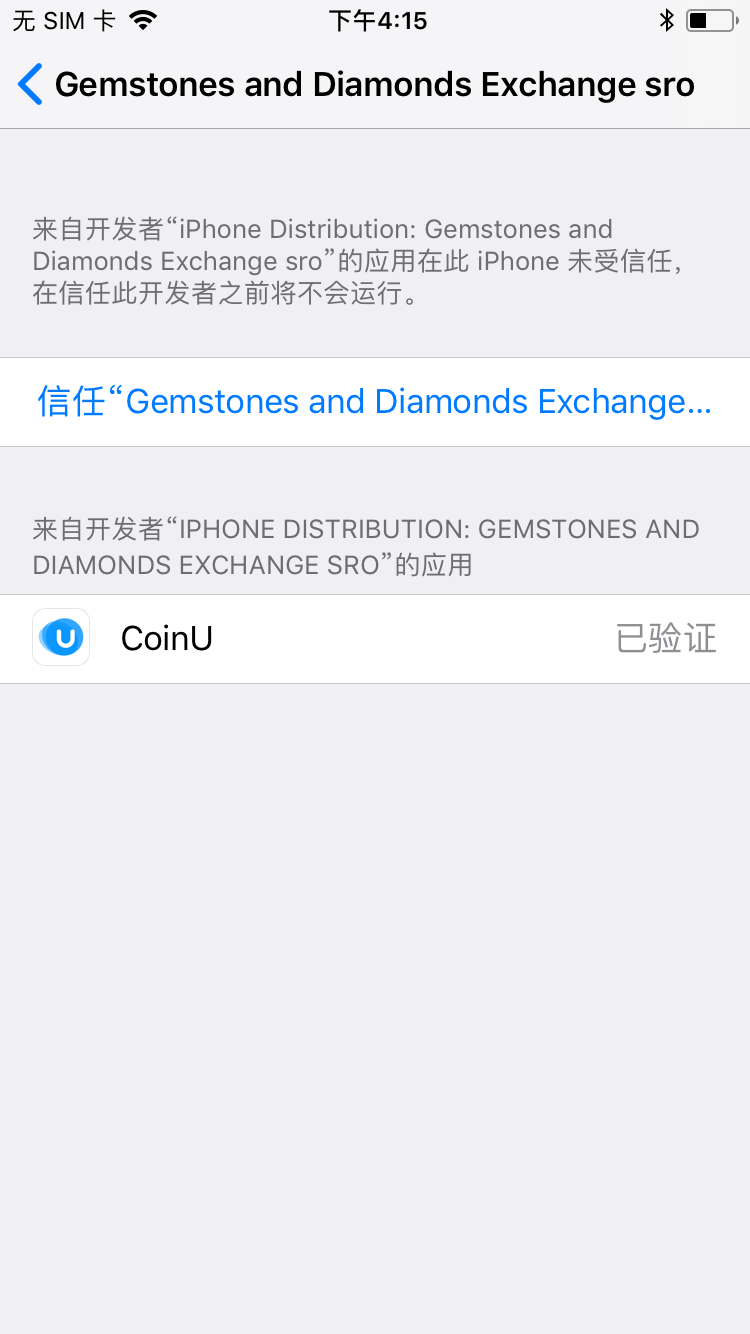 无 SIM 卡 下午4:15
Gemstones and Diamonds Exchange sro
来自开发者“iPhone Distribution: Gemstones and
Diamonds Exchange sro”的应用在此 iPhone 未受信任，
在信任此开发者之前将不会运行。
信任“Gemstones and Diamonds Exchange...
来自开发者“IPHONE DISTRIBUTION: GEMSTONES AND
DIAMONDS EXCHANGE SRO”的应用
U CoinU 已验证